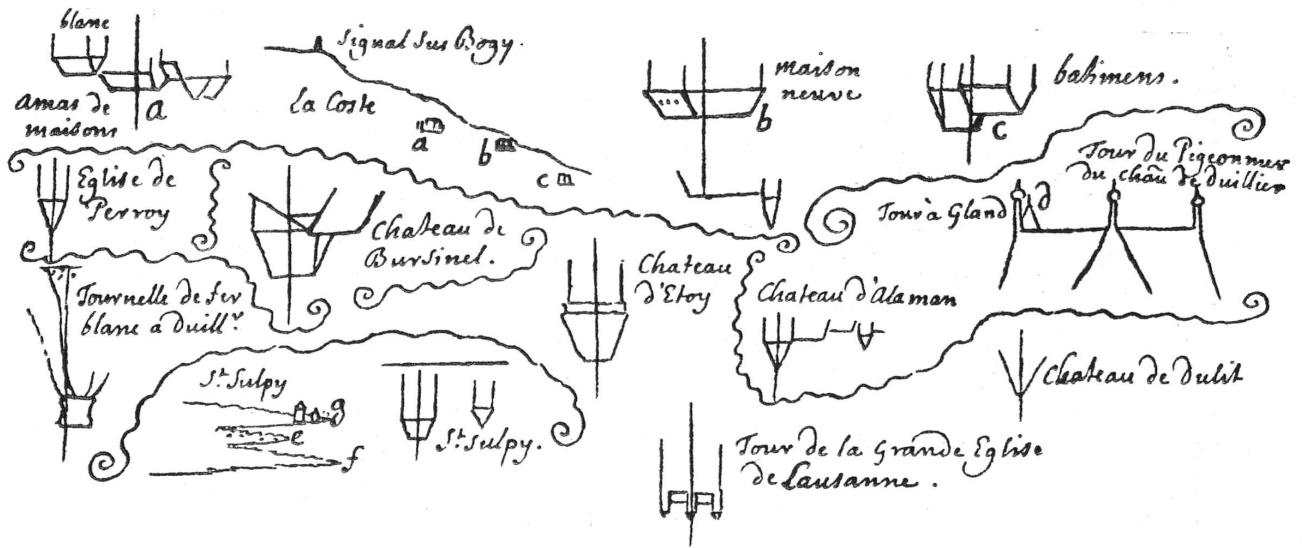 blanc
amas de
maisons
a
Signal sus Bogy.
la Coste
a
b
c
maison
neuve
b
batimens.
c
Eglise de
Perroy
Chateau de
Bursinel.
Tour du Pigeonnier
du chau de Duillier
Tour à Gland
d
Tournelle de fer
blanc a Duillr.
Chateau
d'Etoy
Chateau d'Alaman
St. Sulpy
g
e
f
St. Sulpy.
Chateau de Dulit
Tour de la Grande Eglise
de Lausanne.